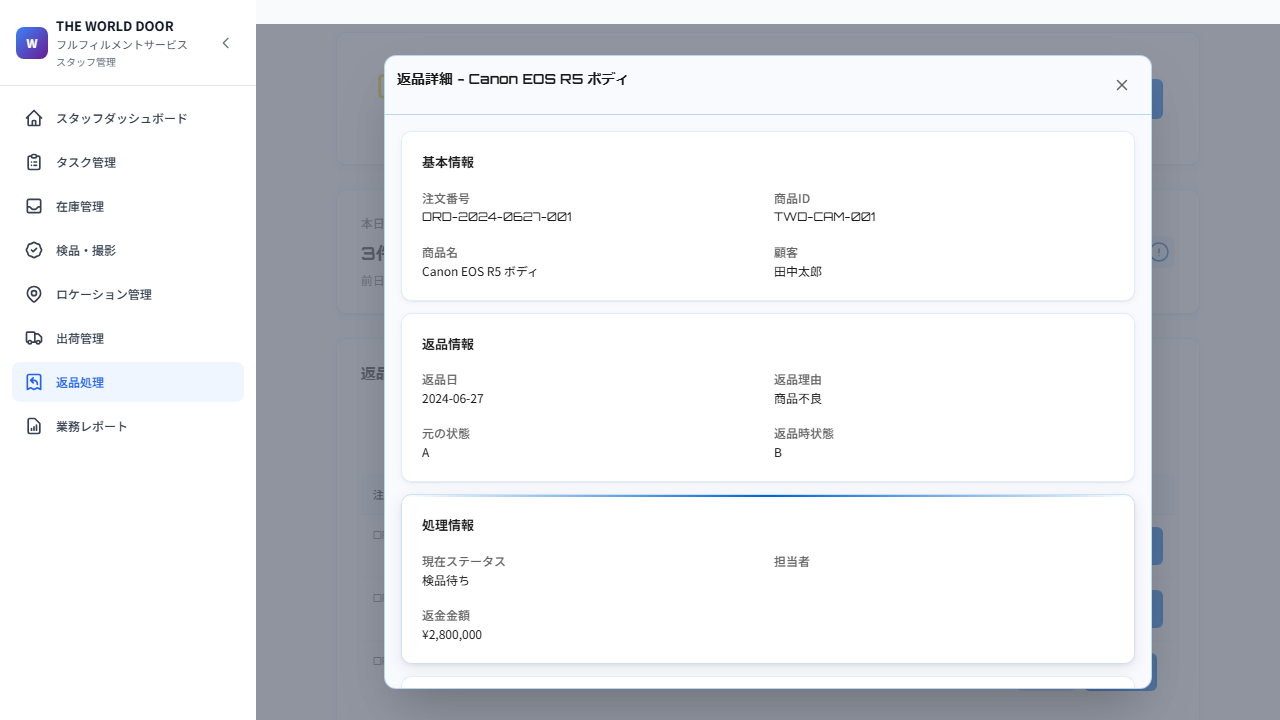 THE WORLD DOOR
フルフィルメントサービス
スタッフ管理
W
スタッフダッシュボード
タスク管理
在庫管理
検品・撮影
ロケーション管理
出荷管理
返品処理
業務レポート
返品詳細 - Canon EOS R5 ボディ
基本情報
注文番号
ORD-2024-0627-001
商品ID
TWD-CAM-001
商品名
Canon EOS R5 ボディ
顧客
田中太郎
返品情報
返品日
2024-06-27
返品理由
商品不良
元の状態
A
返品時状態
B
処理情報
現在ステータス
検品待ち
担当者
返金金額
¥2,800,000
本日
3件
前日
返品
注